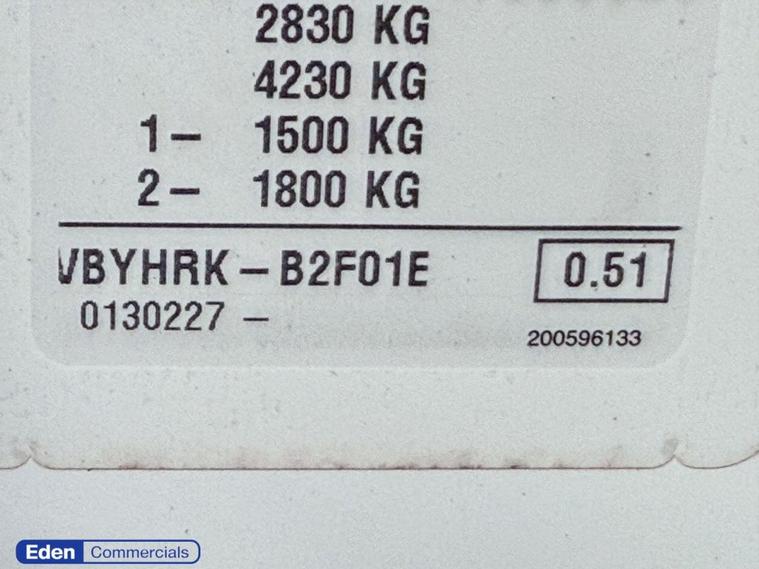 2830 KG
4230 KG
1– 1500 KG
2– 1800 KG
VBYHRK–B2F01E 0.51
0130227 –
200596133
Eden Commercials